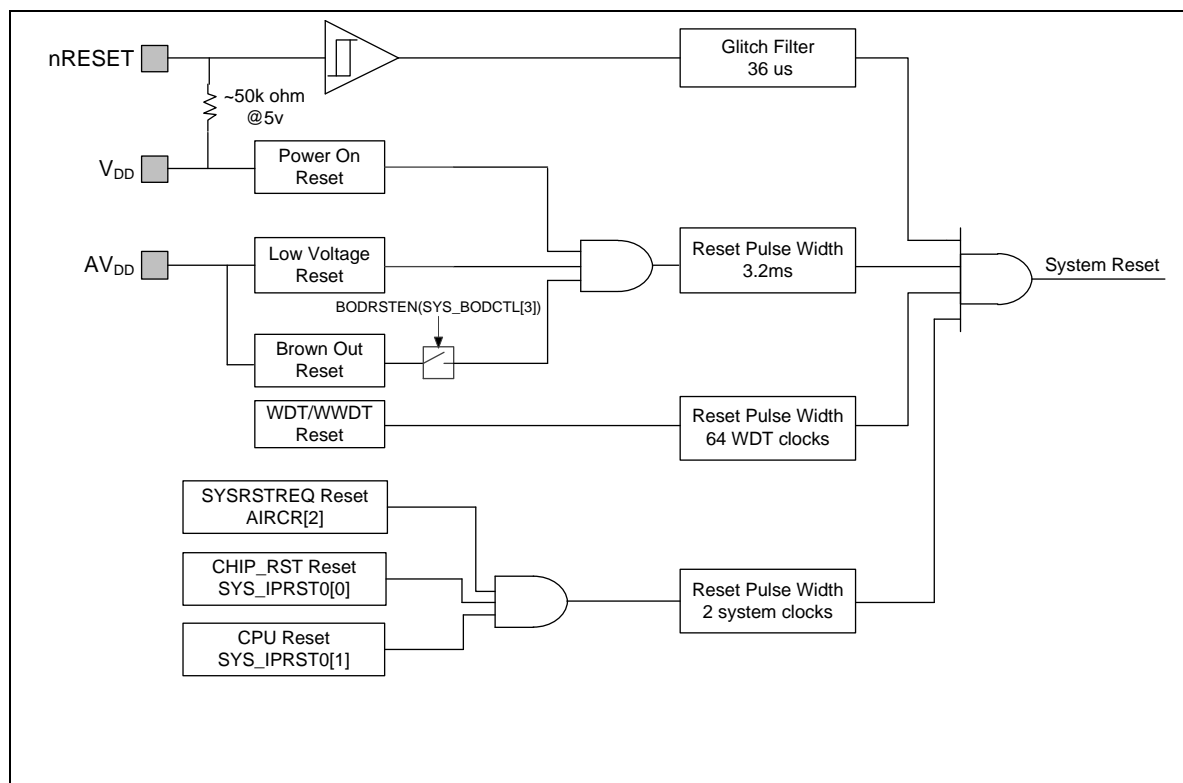 nRESET
Glitch Filter
36 us
~50k ohm
@5v
VDD
Power On
Reset
AVDD
Low Voltage
Reset
Reset Pulse Width
3.2ms
System Reset
BODRSTEN(SYS_BODCTL[3])
Brown Out
Reset
WDT/WWDT
Reset
Reset Pulse Width
64 WDT clocks
SYSRSTREQ Reset
AIRCR[2]
CHIP_RST Reset
SYS_IPRST0[0]
Reset Pulse Width
2 system clocks
CPU Reset
SYS_IPRST0[1]